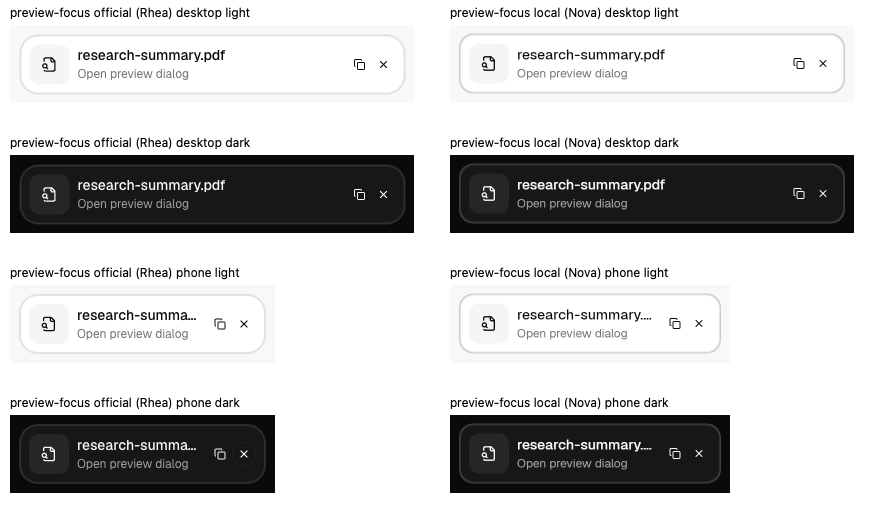 preview-focus official (Rhea) desktop light
research-summary.pdf
Open preview dialog
preview-focus local (Nova) desktop light
research-summary.pdf
Open preview dialog
preview-focus official (Rhea) desktop dark
research-summary.pdf
Open preview dialog
preview-focus local (Nova) desktop dark
research-summary.pdf
Open preview dialog
preview-focus official (Rhea) phone light
research-summa...
Open preview dialog
preview-focus local (Nova) phone light
research-summary....
Open preview dialog
preview-focus official (Rhea) phone dark
research-summa...
Open preview dialog
preview-focus local (Nova) phone dark
research-summary....
Open preview dialog